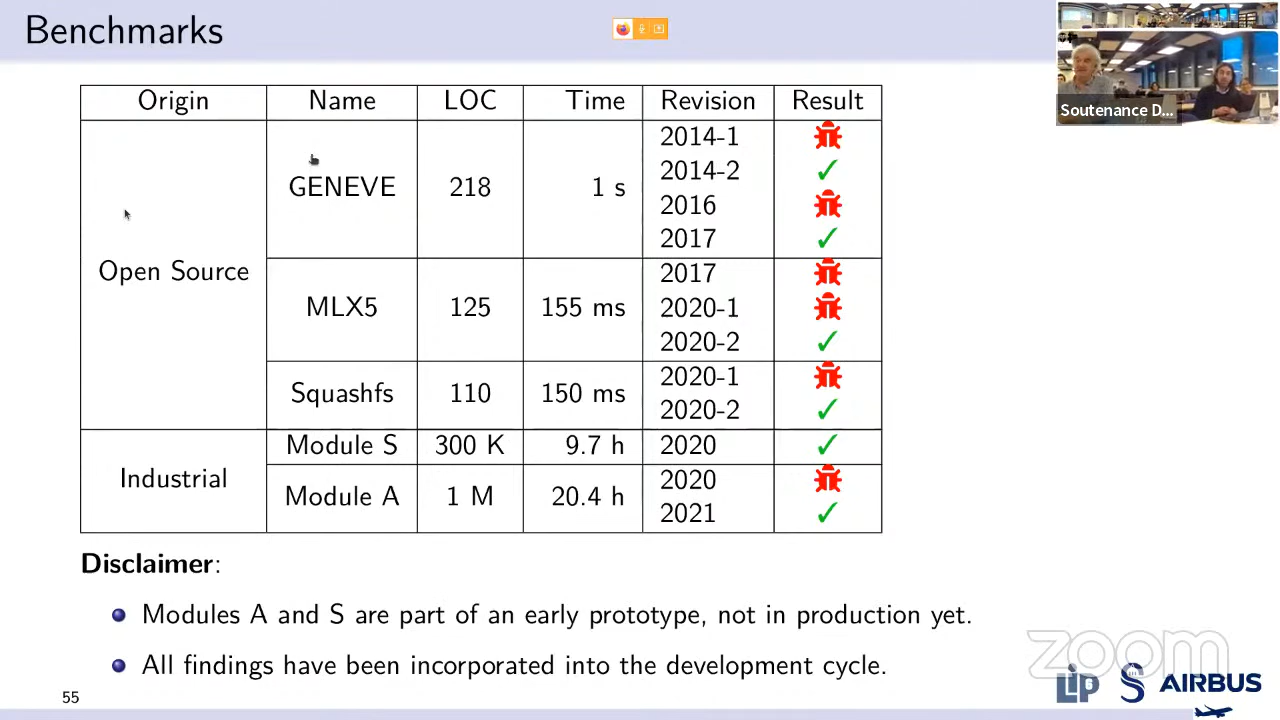 Benchmarks
Soutenance D...
Origin Name LOC Time Revision Result
Open Source GENEVE 218 1 s 2014-1
2014-2 ✓
2016
2017 ✓
MLX5 125 155 ms 2017
2020-1
2020-2 ✓
Squashfs 110 150 ms 2020-1
2020-2 ✓
Industrial Module S 300 K 9.7 h 2020 ✓
Module A 1 M 20.4 h 2020
2021 ✓
Disclaimer:
Modules A and S are part of an early prototype, not in production yet.
All findings have been incorporated into the development cycle.
zoom
LIP6 S AIRBUS
55